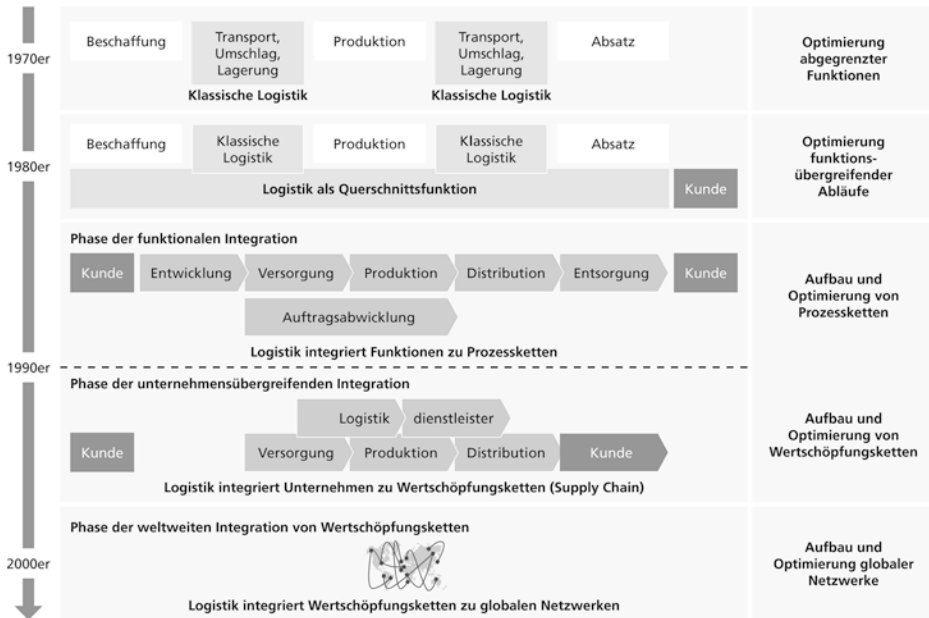 1970er
Beschaffung
Transport,
Umschlag,
Lagerung
Produktion
Transport,
Umschlag,
Lagerung
Absatz
Klassische Logistik
Klassische Logistik
Optimierung
abgegrenzter
Funktionen
1980er
Beschaffung
Klassische
Logistik
Produktion
Klassische
Logistik
Absatz
Logistik als Querschnittsfunktion
Kunde
Optimierung
funktions-
übergreifender
Abläufe
Phase der funktionalen Integration
Kunde
Entwicklung
Versorgung
Produktion
Distribution
Entsorgung
Kunde
Auftragsabwicklung
Logistik integriert Funktionen zu Prozessketten
Aufbau und
Optimierung von
Prozessketten
1990er
Phase der unternehmensübergreifenden Integration
Logistik
dienstleister
Kunde
Versorgung
Produktion
Distribution
Kunde
Logistik integriert Unternehmen zu Wertschöpfungsketten (Supply Chain)
Aufbau und
Optimierung von
Wertschöpfungsketten
Phase der weltweiten Integration von Wertschöpfungsketten
2000er
Logistik integriert Wertschöpfungsketten zu globalen Netzwerken
Aufbau und
Optimierung globaler
Netzwerke